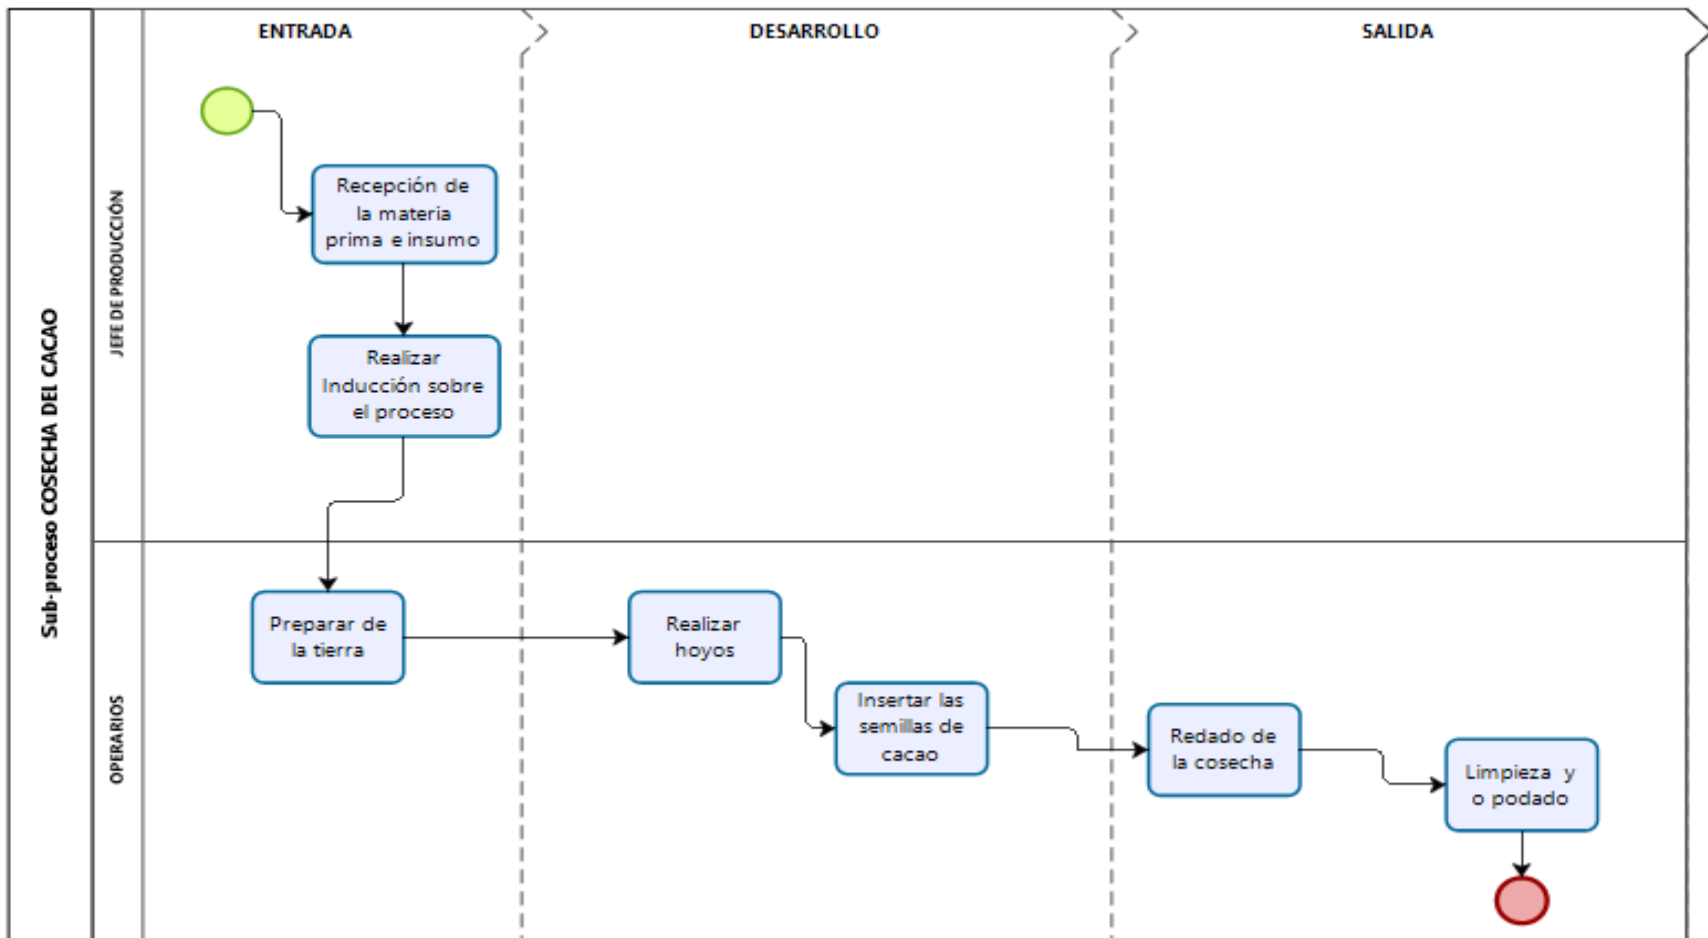 ENTRADA
DESARROLLO
SALIDA
Sub-proceso COSECHA DEL CACAO
JEFE DE PRODUCCIÓN
Recepción de
la materia
prima e insumo
Realizar
Inducción sobre
el proceso
OPERARIOS
Preparar de
la tierra
Realizar
hoyos
Insertar las
semillas de
cacao
Redado de
la cosecha
Limpieza y
o podado